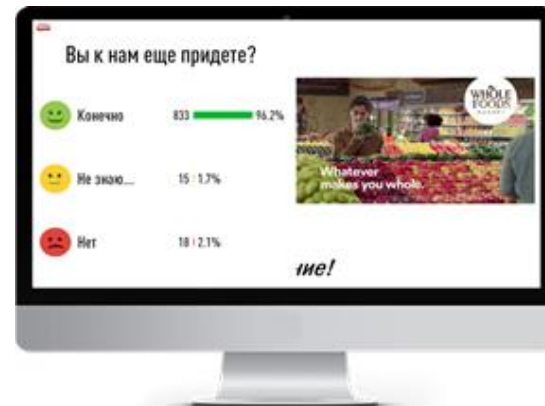 Вы к нам еще придете?
Конечно 833 96.2%
Не знаю... 15 1.7%
Нет 18 2.1%
WHOLE
FOODS
MARKET
Whatever
makes you whole.
ние!